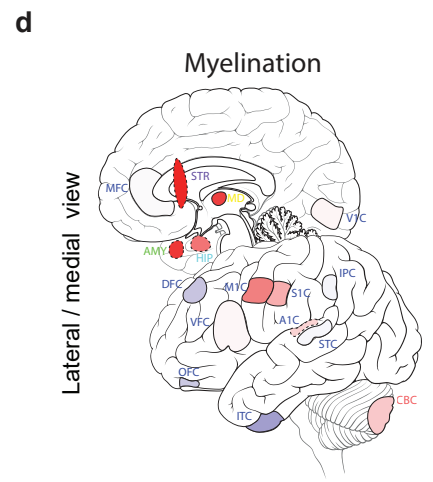 d
Myelination
Lateral / medial view
MFC
STR
MD
V1C
AMY
HIP
DFC
M1C
S1C
IPC
VFC
A1C
STC
OFC
ITC
CBC